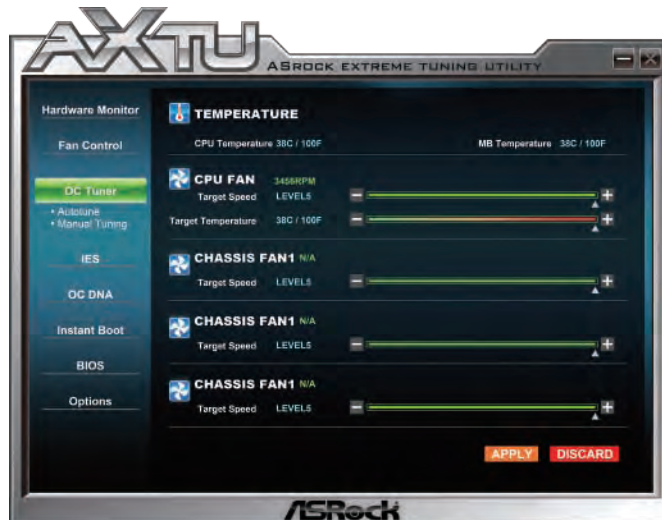 AXTU
ASROCK EXTREME TUNING UTILITY
Hardware Monitor
Fan Control
OC Tuner
• Autotune
• Manual Tuning
IES
OC DNA
Instant Boot
BIOS
Options
TEMPERATURE
CPU Temperature 38C / 100F
MB Temperature 38C / 100F
CPU FAN 3456RPM
Target Speed LEVEL5
Target Temperature 38C / 100F
CHASSIS FAN1 N/A
Target Speed LEVEL5
CHASSIS FAN1 N/A
Target Speed LEVEL5
CHASSIS FAN1 N/A
Target Speed LEVEL5
APPLY DISCARD
ASRock